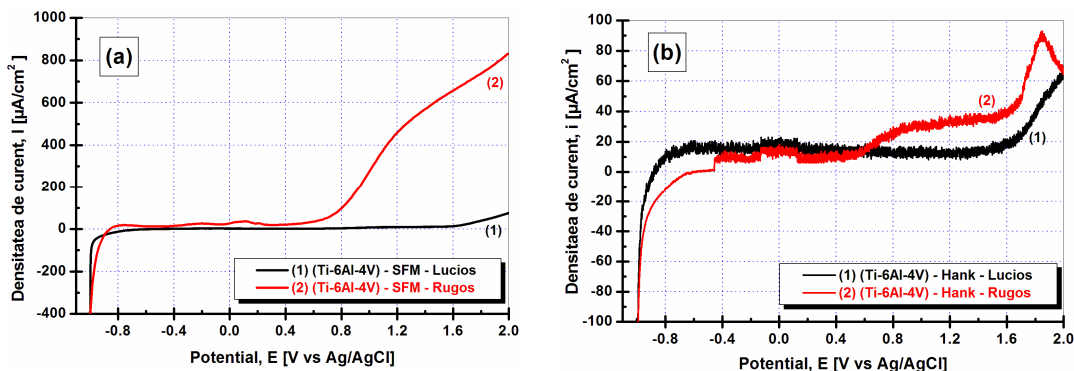 (a)
Densitatea de curent, I [µA/cm²]
1000
800
600
400
200
0
-200
-400
(2)
(1)
(1) (Ti-6Al-4V) - SFM - Lucios
(2) (Ti-6Al-4V) - SFM - Rugos
-0.8 -0.4 0.0 0.4 0.8 1.2 1.6 2.0
Potential, E [V vs Ag/AgCl]
(b)
Densitaea de curent, i [µA/cm²]
100
80
60
40
20
0
-20
-40
-60
-80
-100
(2)
(1)
(1) (Ti-6Al-4V) - Hank - Lucios
(2) (Ti-6Al-4V) - Hank - Rugos
-0.8 -0.4 0.0 0.4 0.8 1.2 1.6 2.0
Potential, E [V vs Ag/AgCl]